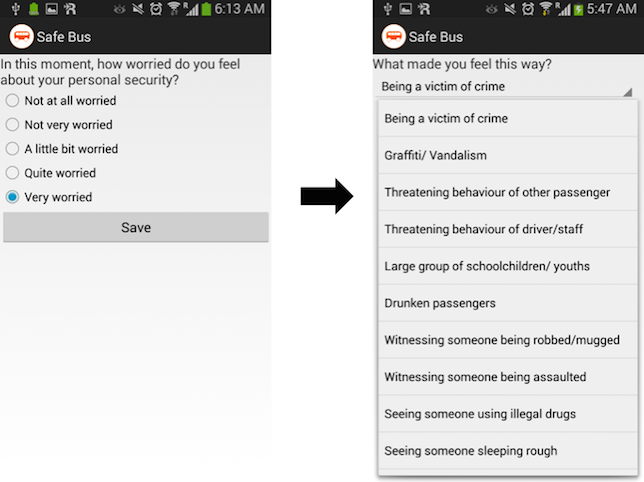 6:13 AM
Safe Bus
In this moment, how worried do you feel
about your personal security?
Not at all worried
Not very worried
A little bit worried
Quite worried
Very worried
Save
5:47 AM
Safe Bus
What made you feel this way?
Being a victim of crime
Being a victim of crime
Graffiti/ Vandalism
Threatening behaviour of other passenger
Threatening behaviour of driver/staff
Large group of schoolchildren/ youths
Drunken passengers
Witnessing someone being robbed/mugged
Witnessing someone being assaulted
Seeing someone using illegal drugs
Seeing someone sleeping rough